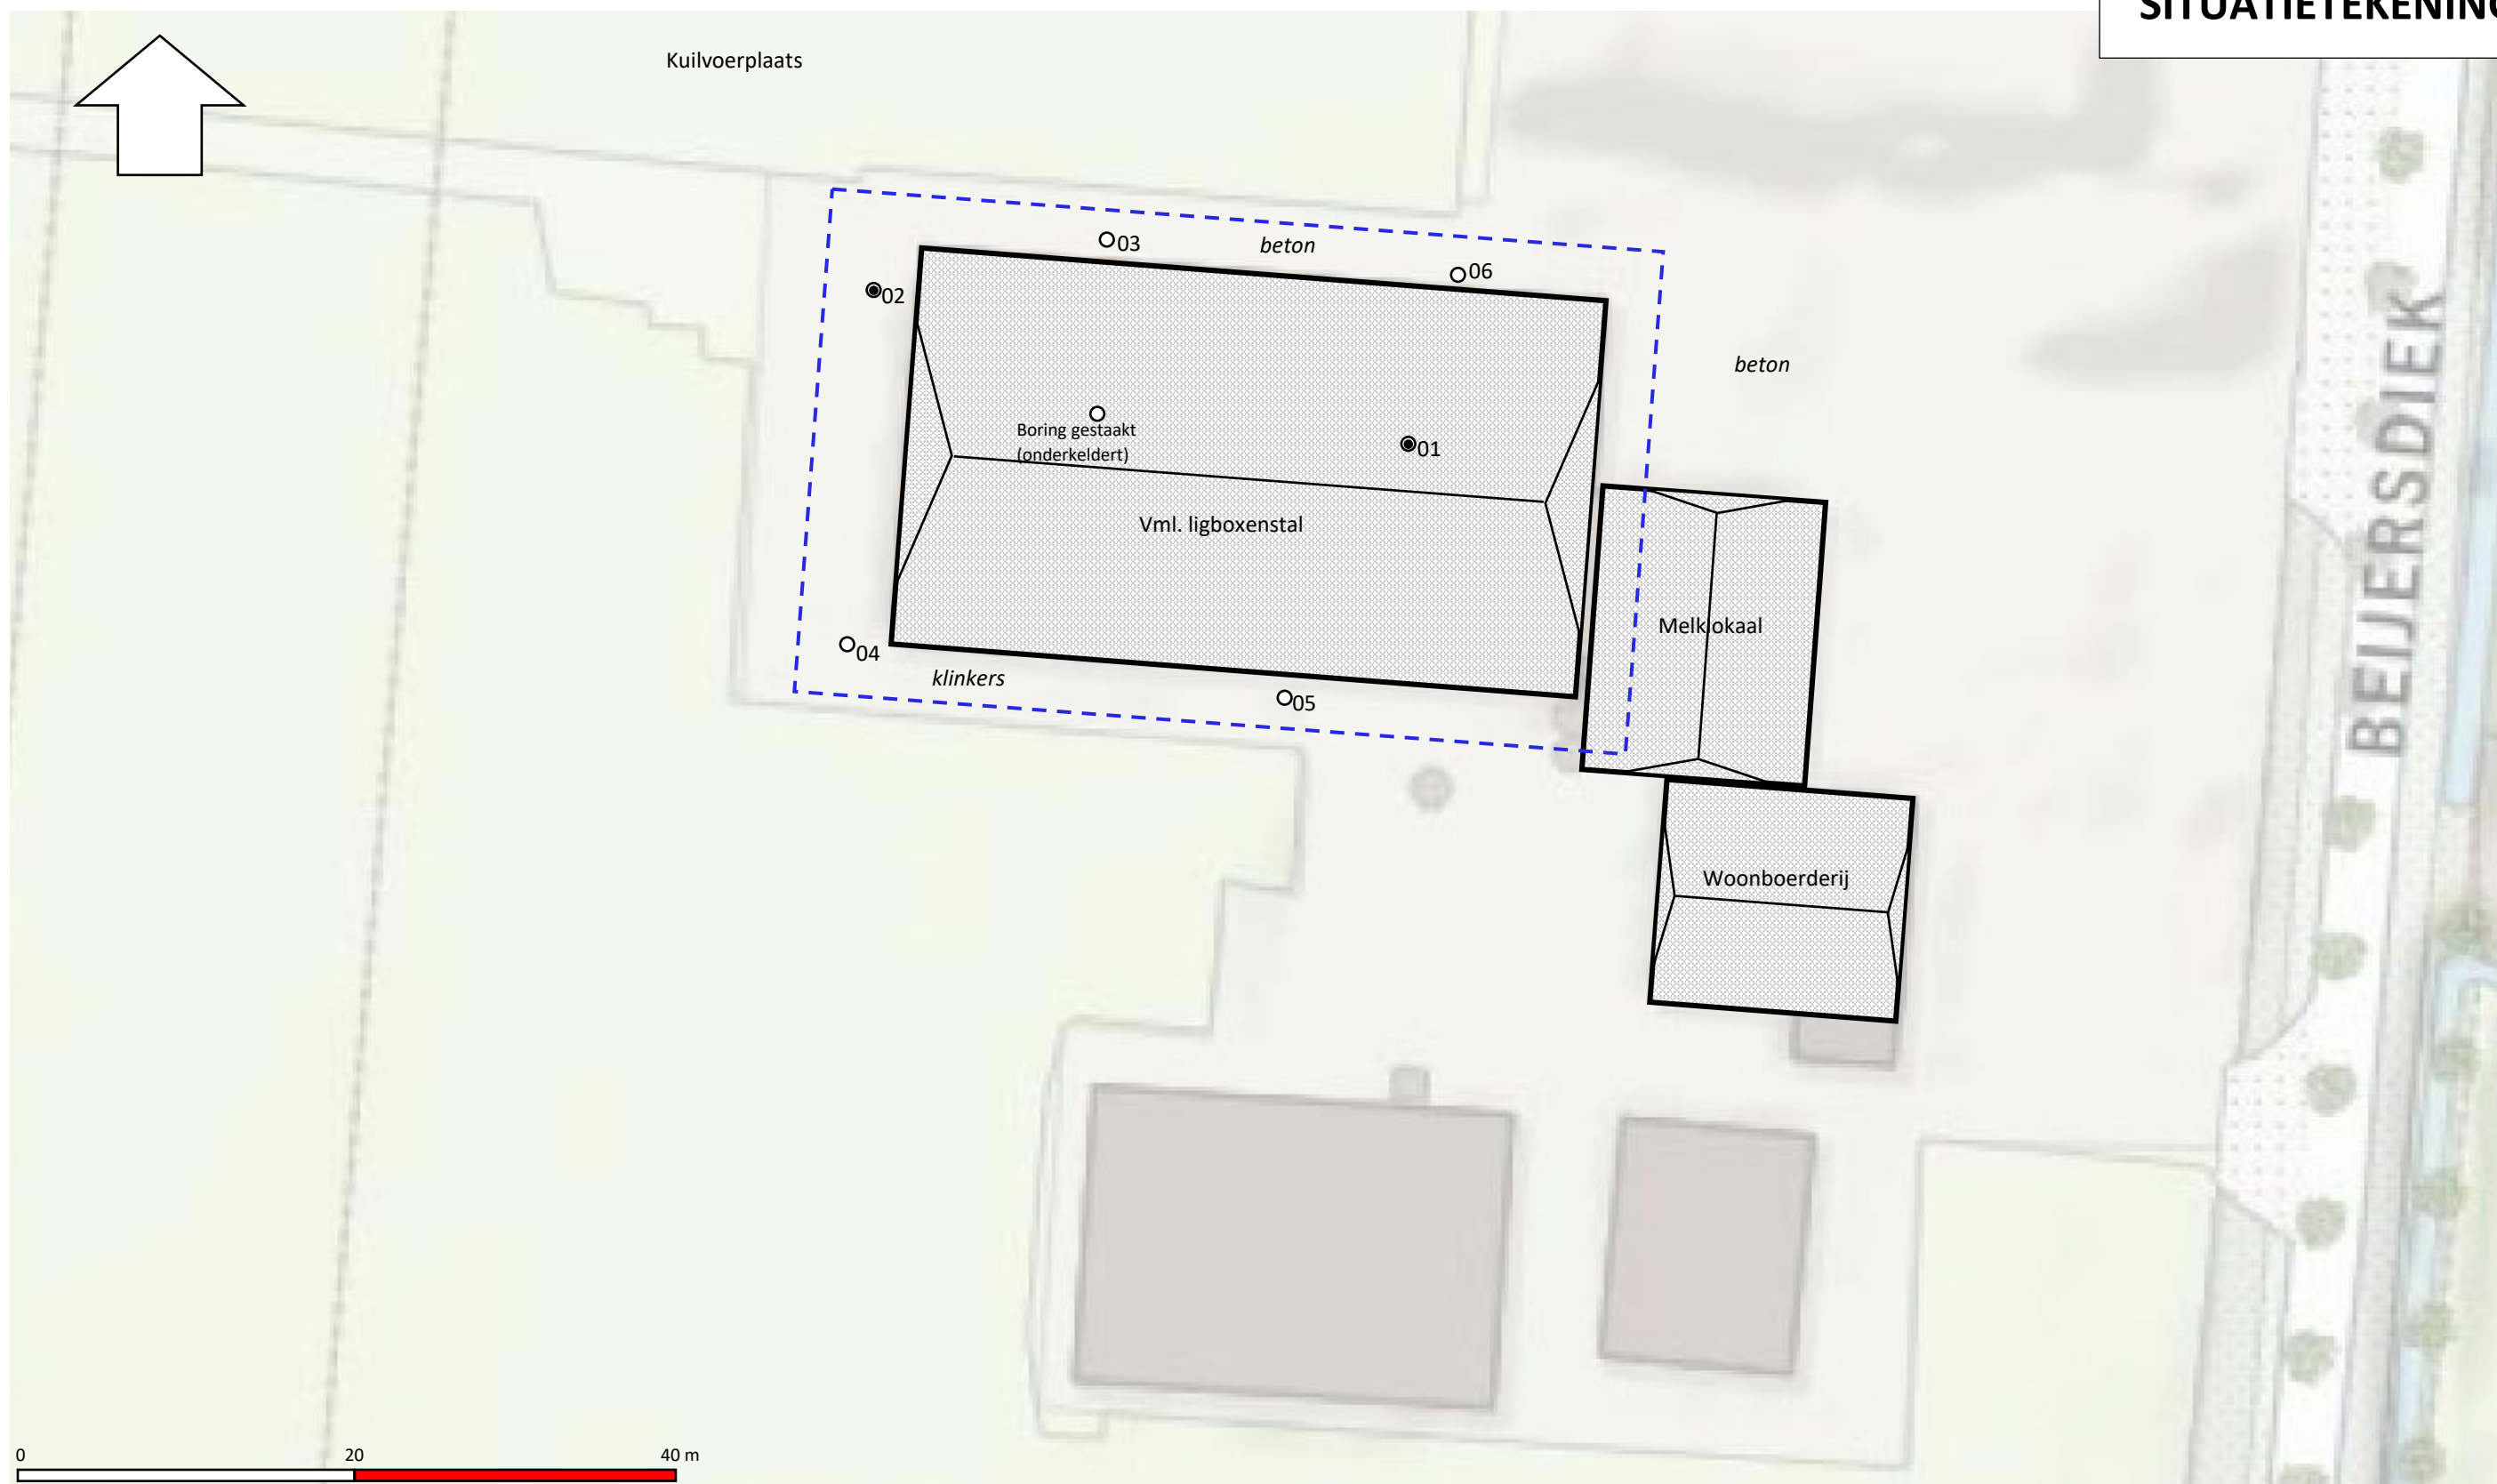 SITUATIETEKENING
Kuilvoerplaats
03
beton
06
02
beton
Boring gestaakt
(onderkeldert)
01
Vml. ligboxenstal
Melklokaal
04
klinkers
05
BEIJERSDIEK
Woonboerderij
0 20 40 m